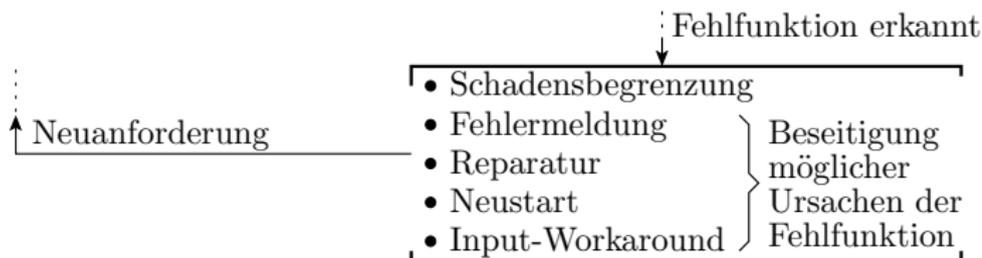 Fehlfunktion erkannt
• Schadensbegrenzung
• Fehlermeldung
• Reparatur
• Neustart
• Input-Workaround
Beseitigung
möglicher
Ursachen der
Fehlfunktion
Neuanforderung